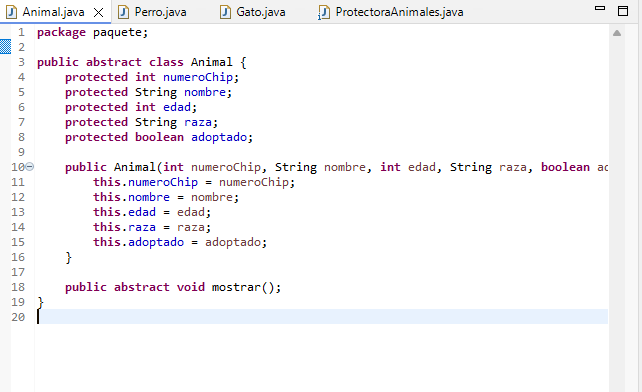 Animal.java Perro.java Gato.java ProtectoraAnimales.java
1 package paquete;
2
3 public abstract class Animal {
4 protected int numeroChip;
5 protected String nombre;
6 protected int edad;
7 protected String raza;
8 protected boolean adoptado;
9
10 public Animal(int numeroChip, String nombre, int edad, String raza, boolean ad
11 this.numeroChip = numeroChip;
12 this.nombre = nombre;
13 this.edad = edad;
14 this.raza = raza;
15 this.adoptado = adoptado;
16 }
17
18 public abstract void mostrar();
19 }
20